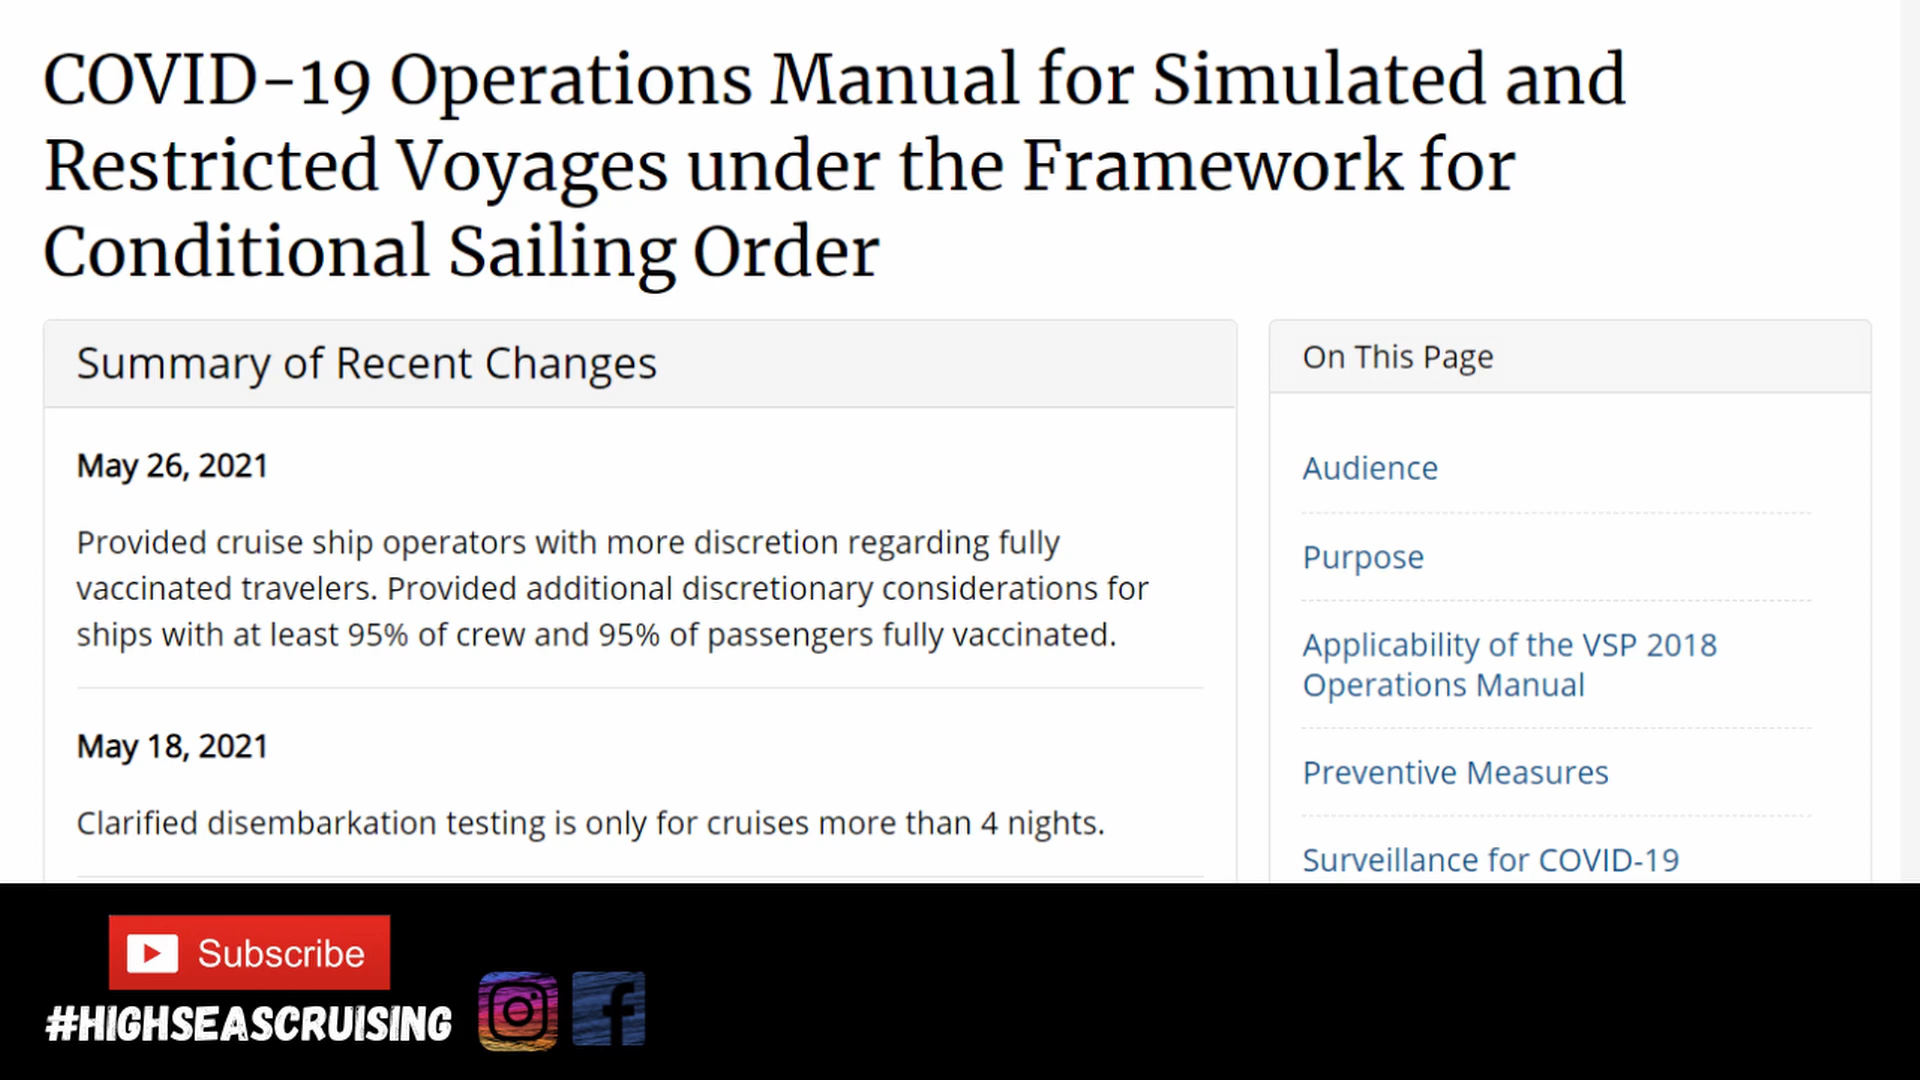 COVID-19 Operations Manual for Simulated and
Restricted Voyages under the Framework for
Conditional Sailing Order
Summary of Recent Changes
May 26, 2021
Provided cruise ship operators with more discretion regarding fully
vaccinated travelers. Provided additional discretionary considerations for
ships with at least 95% of crew and 95% of passengers fully vaccinated.
May 18, 2021
Clarified disembarkation testing is only for cruises more than 4 nights.
On This Page
Audience
Purpose
Applicability of the VSP 2018
Operations Manual
Preventive Measures
Surveillance for COVID-19
Subscribe
#HIGHSEASCRUISING